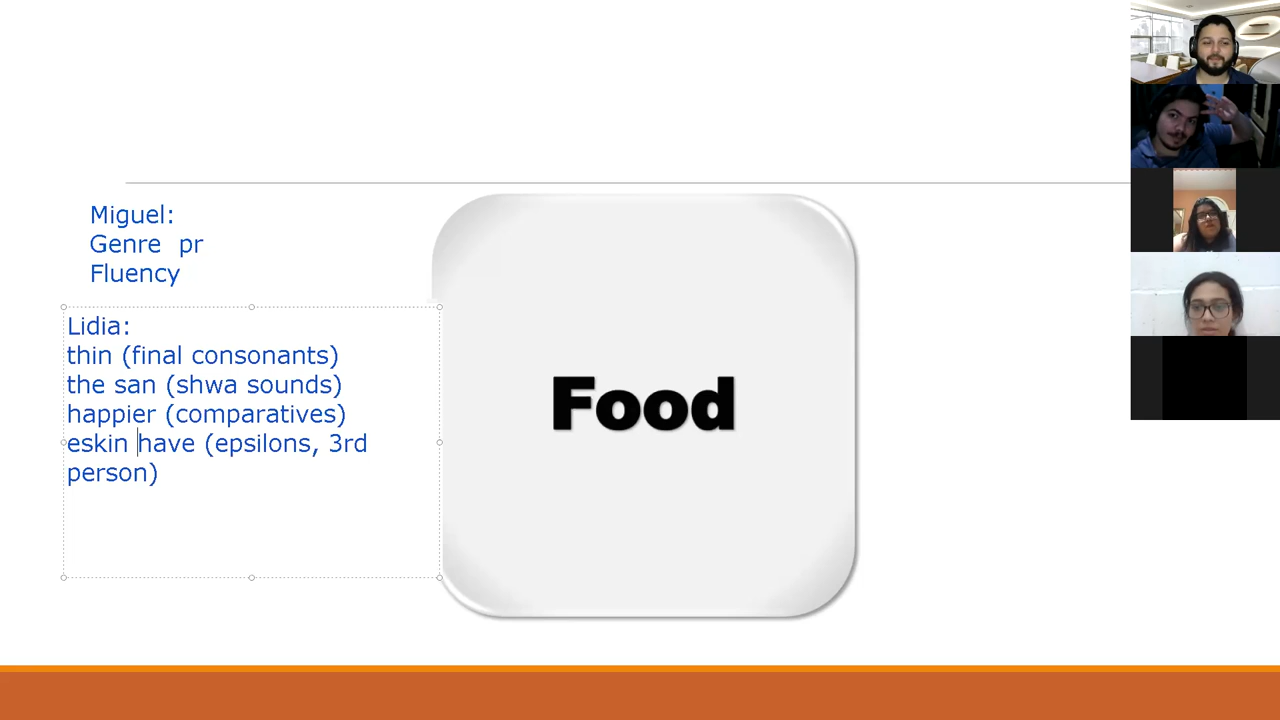 Miguel:
Genre pr
Fluency
Lidia:
thin (final consonants)
the san (shwa sounds)
happier (comparatives)
eskin have (epsilons, 3rd
person)
Food